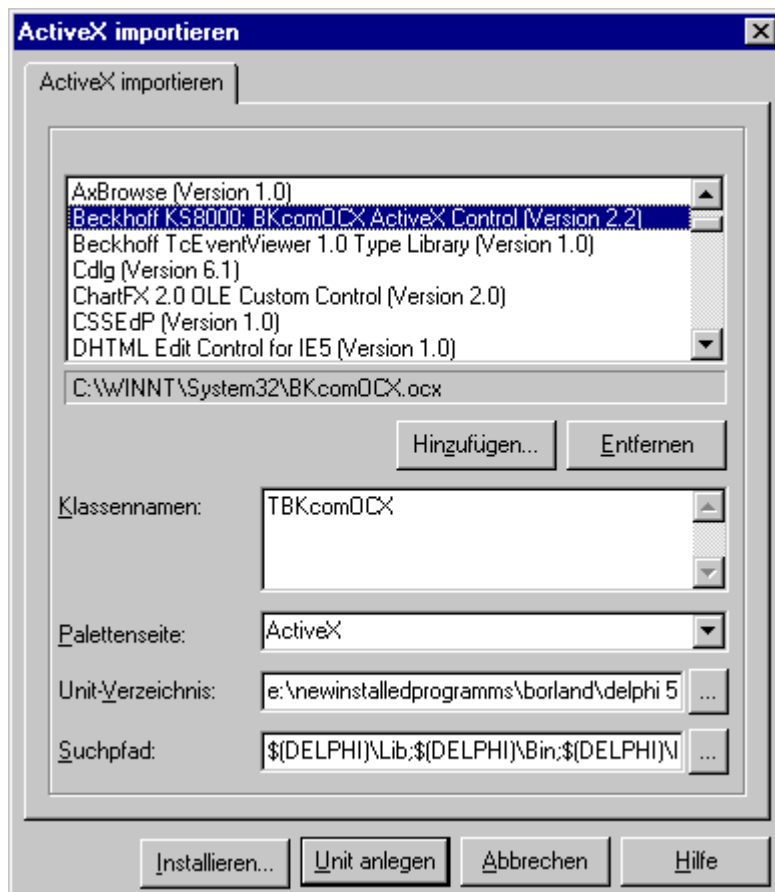 ActiveX importieren
ActiveX importieren
AxBrowse (Version 1.0)
Beckhoff KS8000: BKcomOCX ActiveX Control (Version 2.2)
Beckhoff TcEventViewer 1.0 Type Library (Version 1.0)
Cdlg (Version 6.1)
ChartFX 2.0 OLE Custom Control (Version 2.0)
CSSEdP (Version 1.0)
DHTML Edit Control for IE5 (Version 1.0)
C:\WINNT\System32\BKcomOCX.ocx
Hinzufügen... Entfernen
Klassennamen: TBKcomOCX
Palettenseite: ActiveX
Unit-Verzeichnis: e:\newinstalledprogramms\borland\delphi 5 ...
Suchpfad: $(DELPHI)\Lib;$(DELPHI)\Bin;$(DELPHI)\I ...
Installieren... Unit anlegen Abbrechen Hilfe